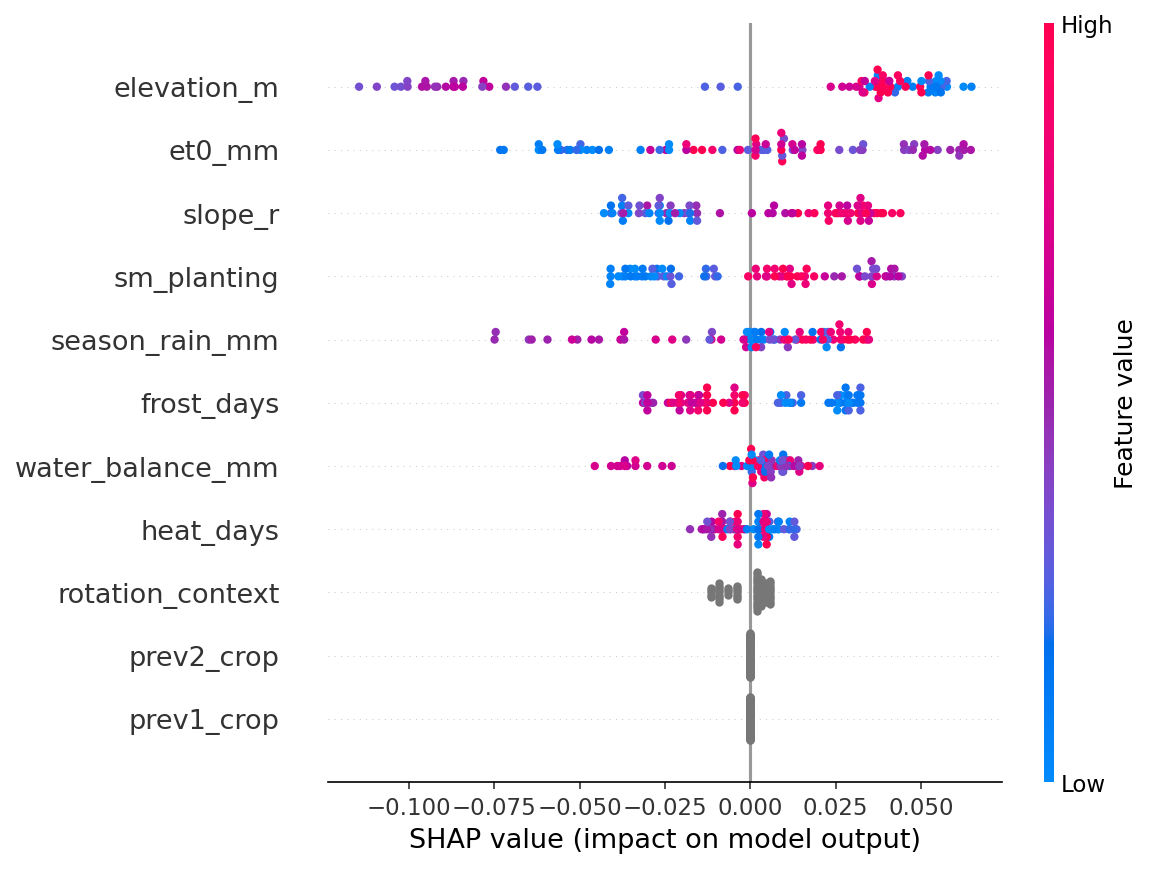 High
elevation_m
et0_mm
slope_r
sm_planting
season_rain_mm
frost_days
water_balance_mm
heat_days
rotation_context
prev2_crop
prev1_crop
Feature value
Low
−0.100 −0.075 −0.050 −0.025 0.000 0.025 0.050
SHAP value (impact on model output)